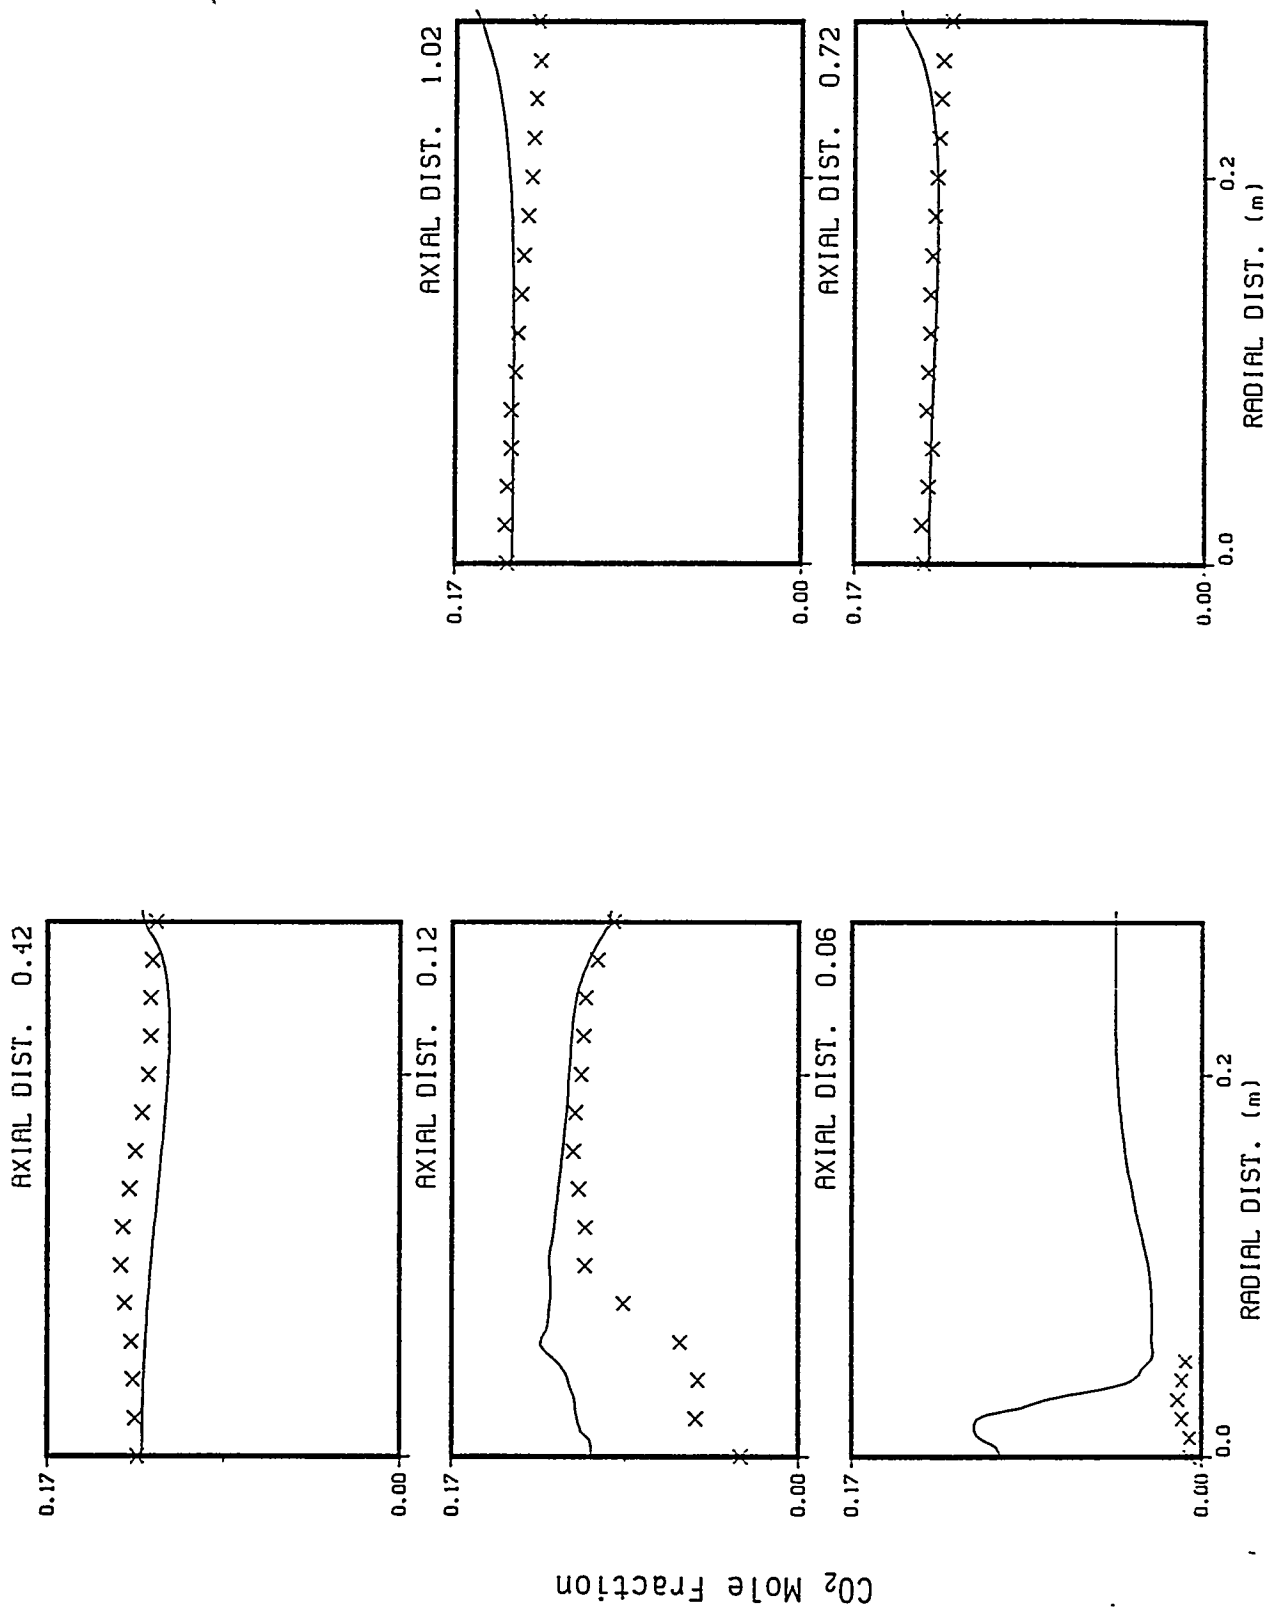 CO₂ Mole Fraction
AXIAL DIST. 0.42
0.17
0.00
AXIAL DIST. 0.12
0.17
0.00
AXIAL DIST. 0.06
0.17
0.00
0.0
0.2
RADIAL DIST. (m)
AXIAL DIST. 1.02
0.17
0.00
AXIAL DIST. 0.72
0.17
0.00
0.0
0.2
RADIAL DIST. (m)